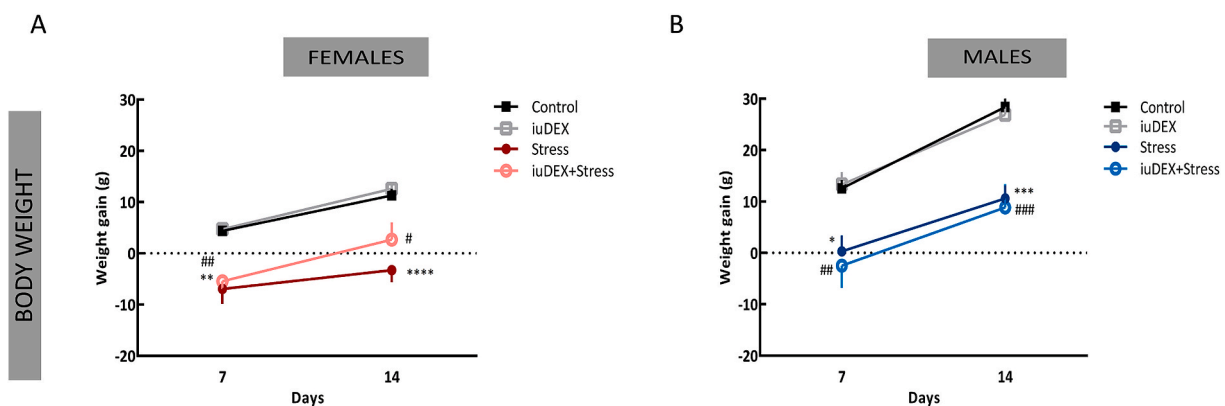 A
FEMALES
BODY WEIGHT
Weight gain (g)
30
20
10
0
-10
-20
##
**
#
****
7
14
Days
Control
iuDEX
Stress
iuDEX+Stress
B
MALES
Weight gain (g)
30
20
10
0
-10
-20
*
##
***
###
7
14
Days
Control
iuDEX
Stress
iuDEX+Stress